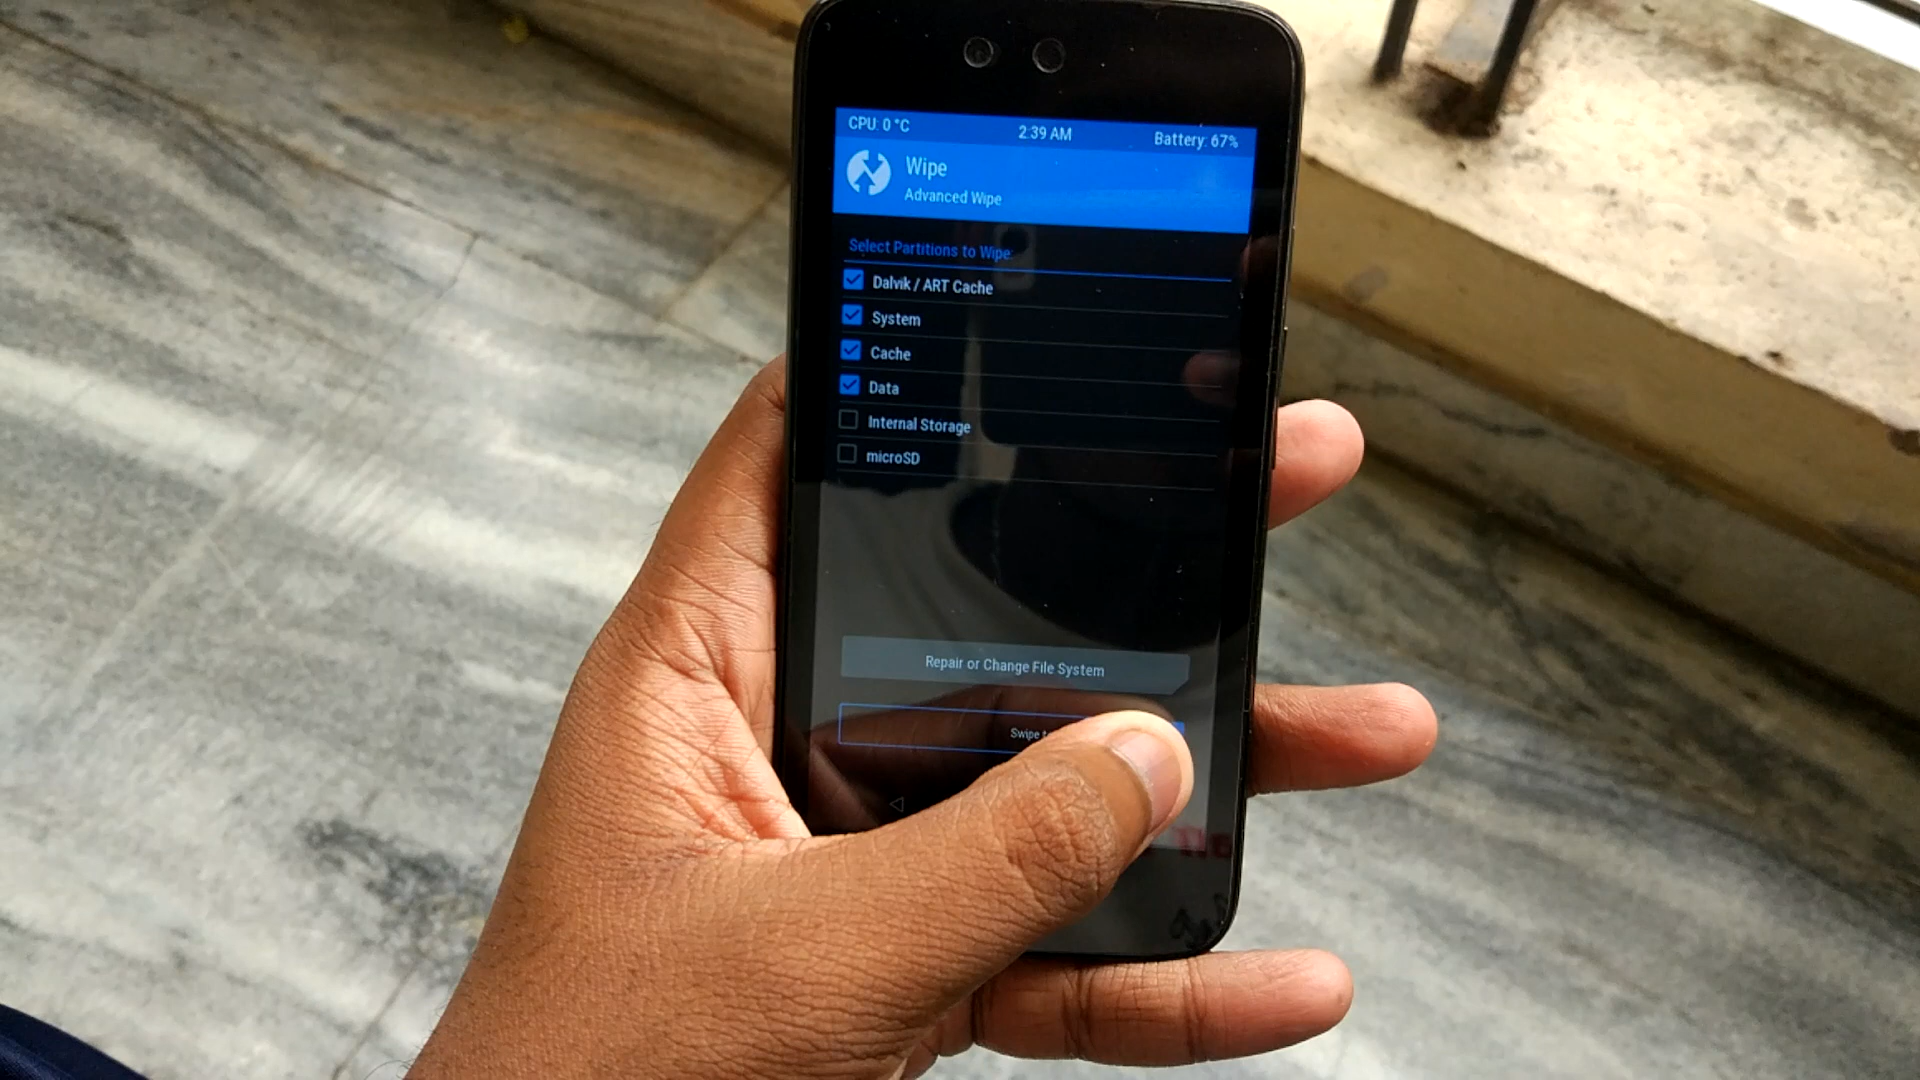 CPU: 0 °C 2:39 AM Battery: 67%
Wipe
Advanced Wipe
Select Partitions to Wipe:
Dalvik / ART Cache
System
Cache
Data
Internal Storage
microSD
Repair or Change File System
Swipe